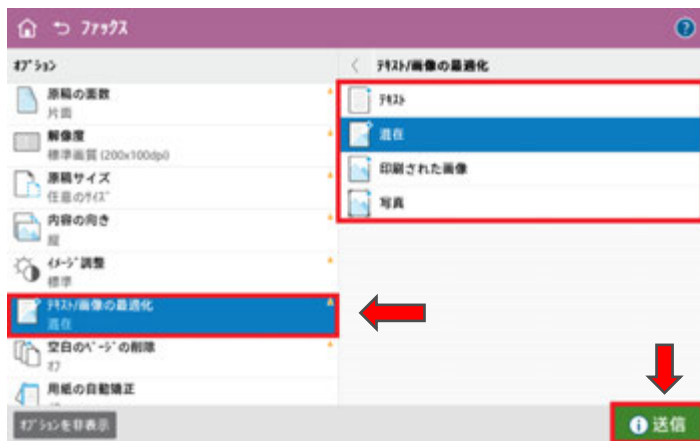 ファックス
オプション
原稿の面数
片面
解像度
標準画質 (200x100dpi)
原稿サイズ
任意のサイズ
内容の向き
縦
イメージ調整
標準
テキスト/画像の最適化
混在
空白のページの削除
オフ
用紙の自動矯正
オプションを非表示
テキスト/画像の最適化
テキスト
混在
印刷された画像
写真
送信